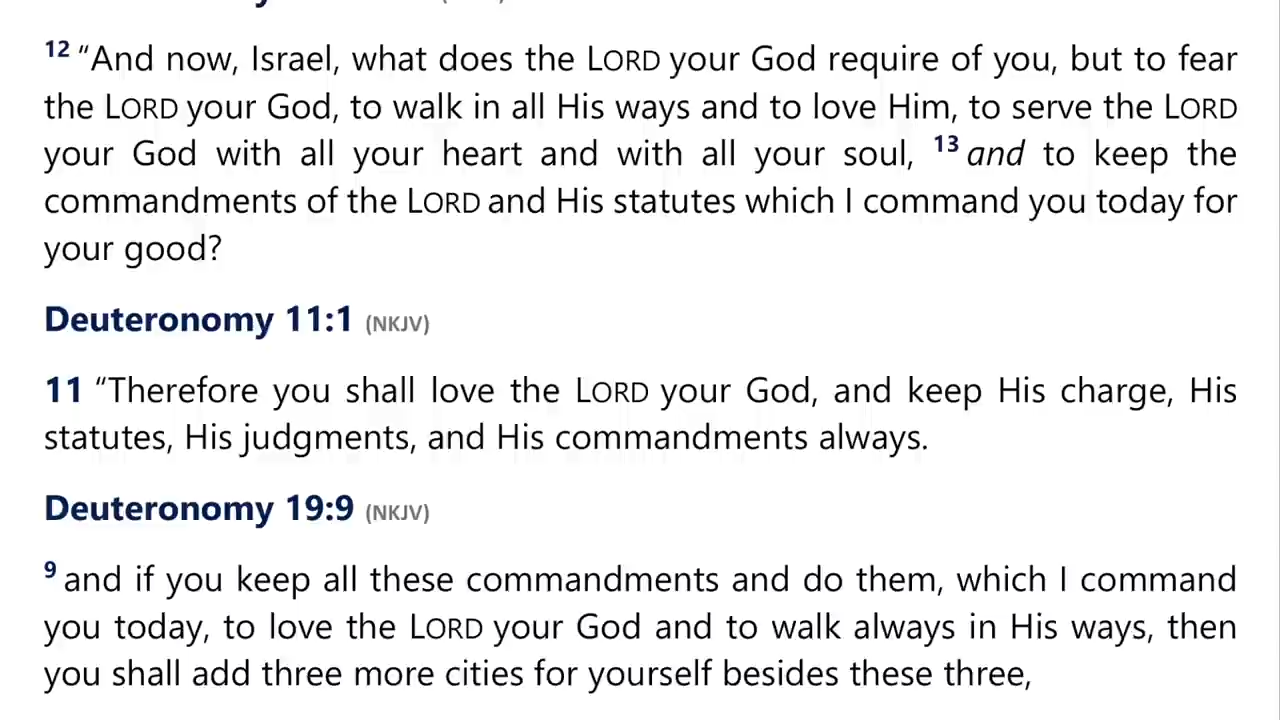 12 “And now, Israel, what does the LORD your God require of you, but to fear
the LORD your God, to walk in all His ways and to love Him, to serve the LORD
your God with all your heart and with all your soul, 13 and to keep the
commandments of the LORD and His statutes which I command you today for
your good?
Deuteronomy 11:1 (NKJV)
11 “Therefore you shall love the LORD your God, and keep His charge, His
statutes, His judgments, and His commandments always.
Deuteronomy 19:9 (NKJV)
9 and if you keep all these commandments and do them, which I command
you today, to love the LORD your God and to walk always in His ways, then
you shall add three more cities for yourself besides these three,